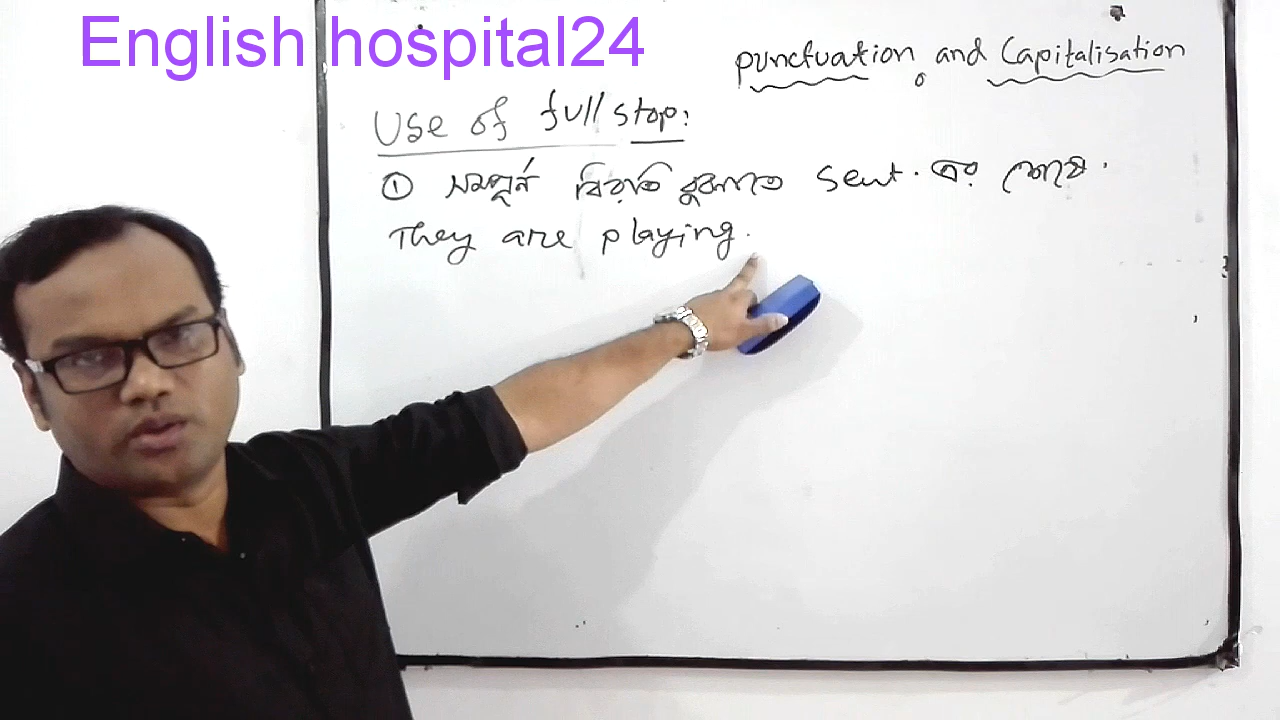 English hospital24
Punctuation and Capitalisation
Use of full stop:
① সম্পূর্ন বিরতি বুঝাতে Sent. এর শেষে.
They are playing.